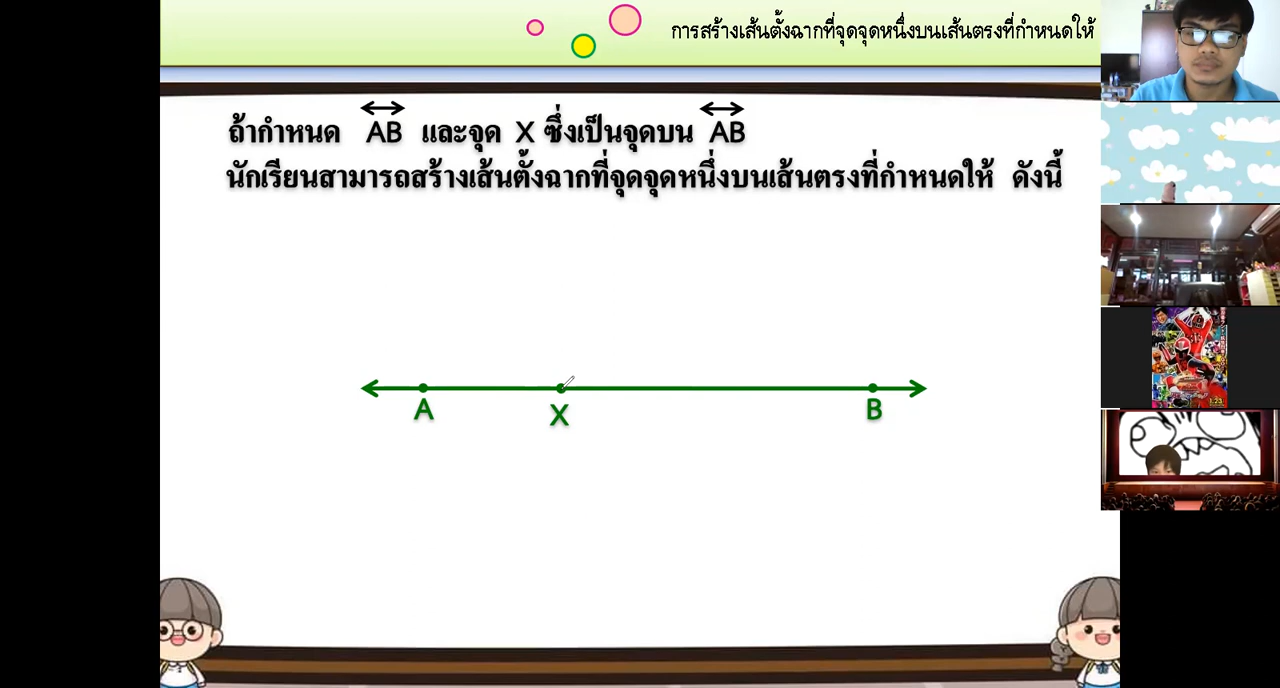 การสร้างเส้นตั้งฉากที่จุดจุดหนึ่งบนเส้นตรงที่กำหนดให้
ถ้ากำหนด AB และจุด X ซึ่งเป็นจุดบน AB
นักเรียนสามารถสร้างเส้นตั้งฉากที่จุดจุดหนึ่งบนเส้นตรงที่กำหนดให้ ดังนี้
A X B